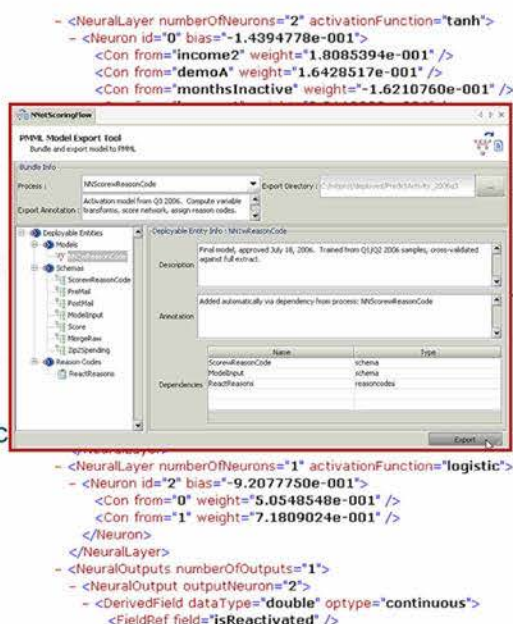 - <NeuralLayer numberOfNeurons="2" activationFunction="tanh">
- <Neuron id="0" bias="-1.4394778e-001">
<Con from="income2" weight="1.8085394e-001" />
<Con from="demoA" weight="1.6428517e-001" />
<Con from="monthsInactive" weight="-1.6210760e-001" />
NNetScoringFlow
PMML Model Export Tool
Bundle and export model to PMML
Bundle Info
Process : NNScorewReasonCode
Export Directory :
Export Annotation : Activation model from Q3 2006. Compute variable transforms, score network, assign reason codes.
Deployable Entities
Models
Schemas
ScorewReasonCode
PreMail
PostMail
ModelInput
Score
MergeRaw
Zip2Spending
Reason Codes
ReactReasons
Deployable Entity Info : NN1wReasonCode
Description
Final model, approved July 18, 2006. Trained from Q1/Q2 2006 samples, cross-validated
against full extract.
Annotation
Added automatically via dependency from process: NNScorewReasonCode
Dependencies
Name Type
ScorewReasonCode schema
ModelInput schema
ReactReasons reasoncodes
Export
</NeuralLayer>
- <NeuralLayer numberOfNeurons="1" activationFunction="logistic">
- <Neuron id="2" bias="-9.2077750e-001">
<Con from="0" weight="5.0548548e-001" />
<Con from="1" weight="7.1809024e-001" />
</Neuron>
</NeuralLayer>
- <NeuralOutputs numberOfOutputs="1">
- <NeuralOutput outputNeuron="2">
- <DerivedField dataType="double" optype="continuous">
<FieldRef field="isReactivated" />